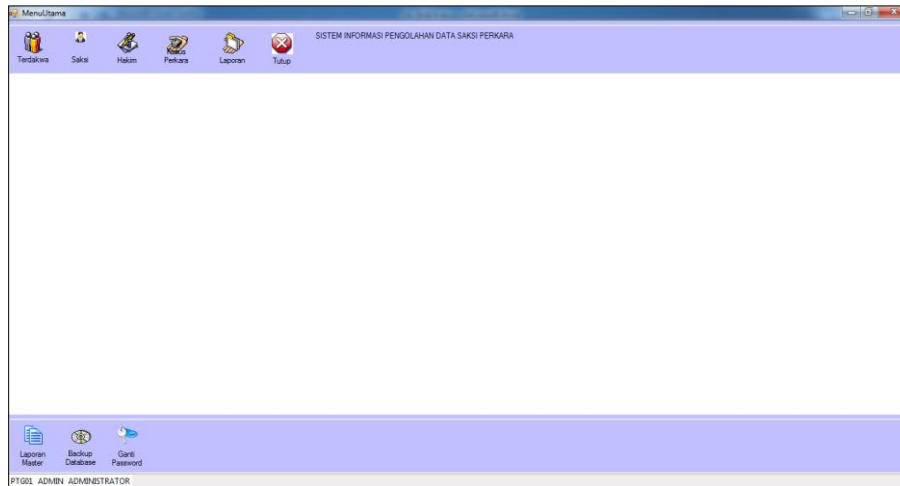 MenuUtama
SISTEM INFORMASI PENGOLAHAN DATA SAKSI PERKARA
Terdakwa Saksi Hakim Kasus Perkara Laporan Tutup
Laporan Backup Ganti
Master Database Password
PTG01 ADMIN ADMINISTRATOR